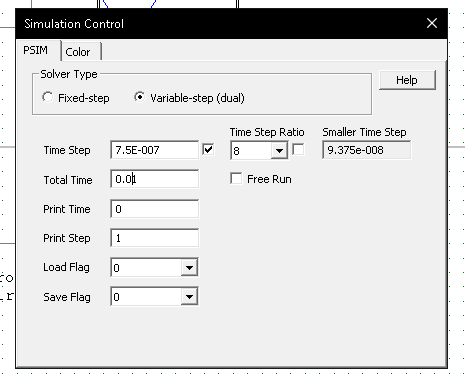 Simulation Control
PSIM Color
Solver Type
Fixed-step Variable-step (dual) Help
Time Step Ratio Smaller Time Step
Time Step 7.5E-007 8 9.375e-008
Total Time 0.01 Free Run
Print Time 0
Print Step 1
Load Flag 0
Save Flag 0